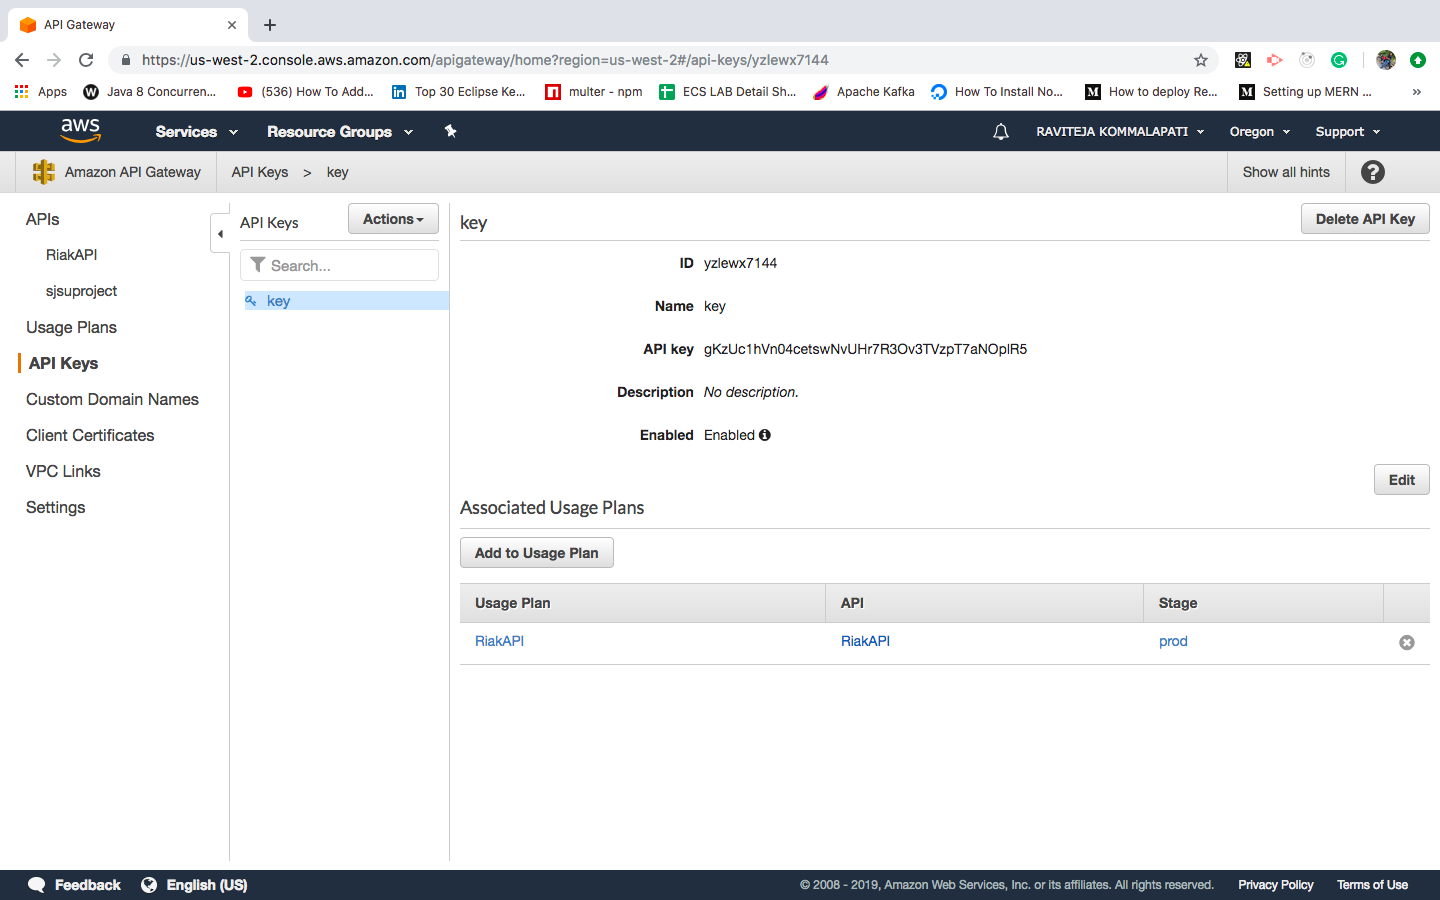 API Gateway
https://us-west-2.console.aws.amazon.com/apigateway/home?region=us-west-2#/api-keys/yzlewx7144
Apps Java 8 Concurren... (536) How To Add... Top 30 Eclipse Ke... multer - npm ECS LAB Detail Sh... Apache Kafka How To Install No... How to deploy Re... Setting up MERN ... »
aws Services Resource Groups RAVITEJA KOMMALAPATI Oregon Support
Amazon API Gateway API Keys > key Show all hints ?
APIs
RiakAPI
sjsuproject
Usage Plans
API Keys
Custom Domain Names
Client Certificates
VPC Links
Settings
API Keys Actions
Search...
key
key Delete API Key
ID yzlewx7144
Name key
API key gKzUc1hVn04cetswNvUHr7R3Ov3TVzpT7aNOplR5
Description No description.
Enabled Enabled
Edit
Associated Usage Plans
Add to Usage Plan
Usage Plan API Stage
RiakAPI RiakAPI prod
Feedback English (US) © 2008 - 2019, Amazon Web Services, Inc. or its affiliates. All rights reserved. Privacy Policy Terms of Use